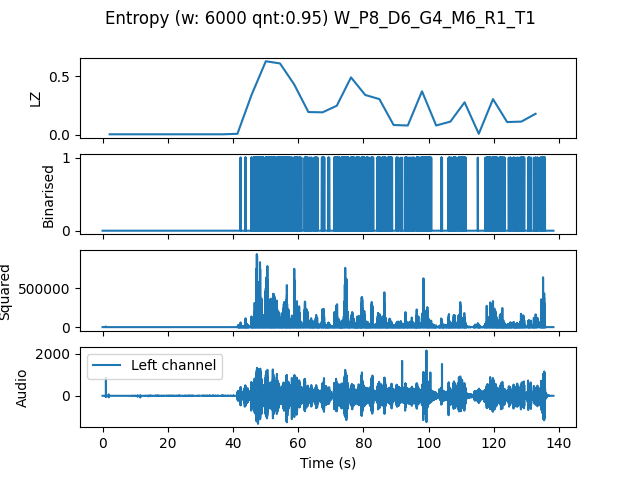 Entropy (w: 6000 qnt:0.95) W_P8_D6_G4_M6_R1_T1
LZ
0.5
0.0
Binarised
1
0
Squared
500000
0
Audio
2000
0
Left channel
0 20 40 60 80 100 120 140
Time (s)